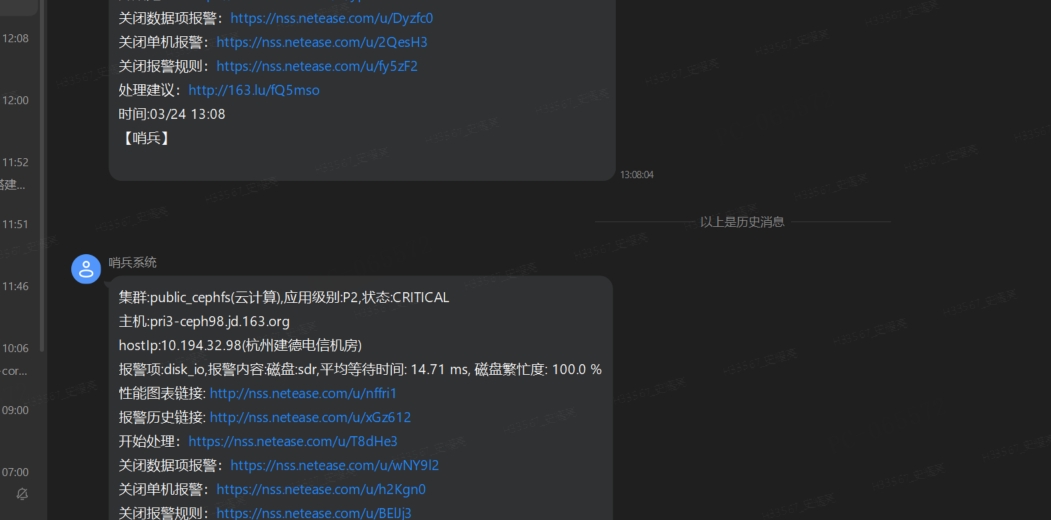 关闭数据项报警：https://nss.netease.com/u/Dyzfc0
12:08
关闭单机报警：https://nss.netease.com/u/2QesH3
关闭报警规则：https://nss.netease.com/u/fy5zF2
处理建议：http://163.lu/fQ5mso
12:00
时间:03/24 13:08
【哨兵】
11:52
13:08:04
搭建...
11:51
以上是历史消息
哨兵系统
11:46
集群:public_cephfs(云计算),应用级别:P2,状态:CRITICAL
主机:pri3-ceph98.jd.163.org
hostIp:10.194.32.98(杭州建德电信机房)
10:06
报警项:disk_io,报警内容:磁盘:sdr,平均等待时间: 14.71 ms, 磁盘繁忙度: 100.0 %
-cor...
性能图表链接: http://nss.netease.com/u/nffri1
09:00
报警历史链接: http://nss.netease.com/u/xGz612
开始处理：https://nss.netease.com/u/T8dHe3
关闭数据项报警：https://nss.netease.com/u/wNY9l2
07:00
关闭单机报警：https://nss.netease.com/u/h2Kgn0
关闭报警规则：https://nss.netease.com/u/BElJj3